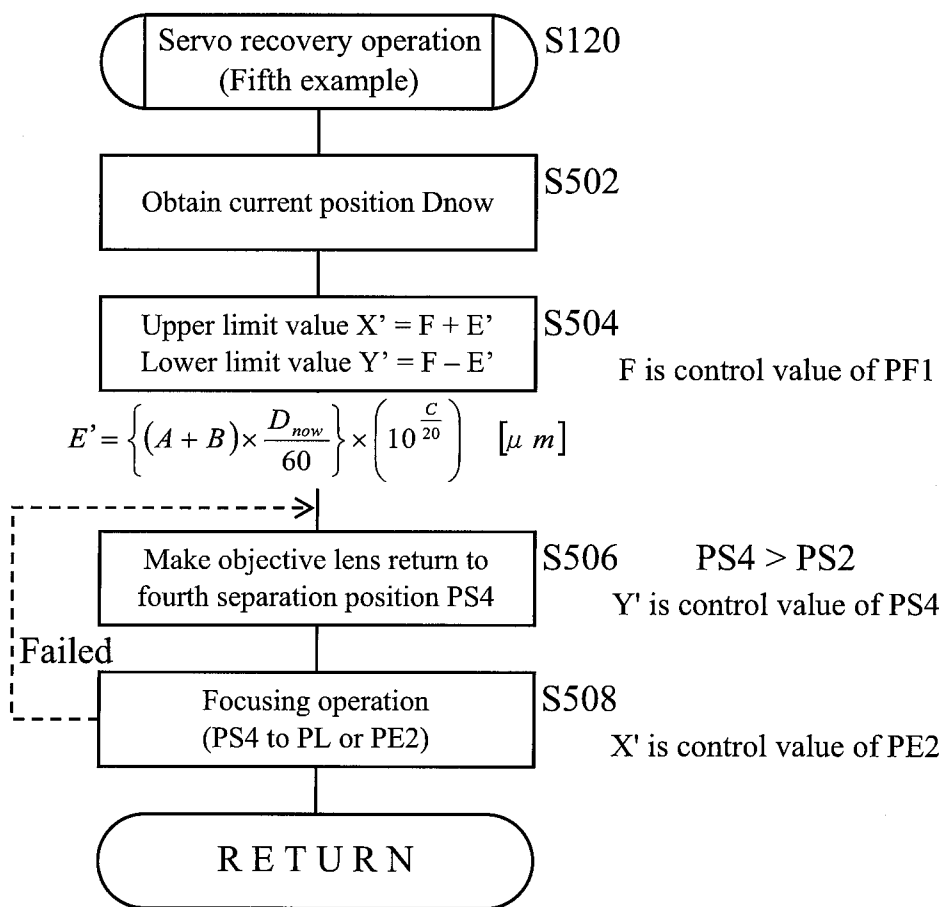 Servo recovery operation
(Fifth example)
S120
Obtain current position Dnow
S502
Upper limit value X' = F + E'
Lower limit value Y' = F – E'
S504
F is control value of PF1
E' = {(A + B) × D_now/60} × (10^(C/20)) [μ m]
Make objective lens return to
fourth separation position PS4
S506
PS4 > PS2
Y' is control value of PS4
Failed
Focusing operation
(PS4 to PL or PE2)
S508
X' is control value of PE2
RETURN